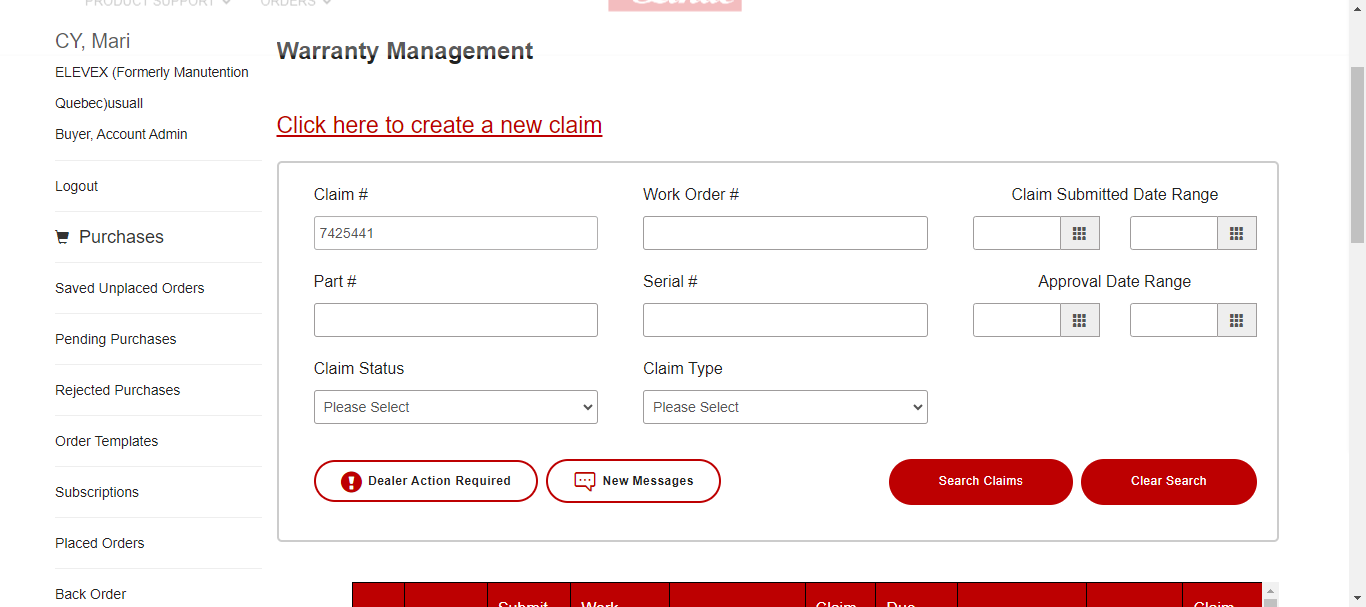 PRODUCT SUPPORT ORDERS
CY, Mari
ELEVEX (Formerly Manutention
Quebec)usuall
Buyer, Account Admin
Logout
Purchases
Saved Unplaced Orders
Pending Purchases
Rejected Purchases
Order Templates
Subscriptions
Placed Orders
Back Order
Warranty Management
Click here to create a new claim
Claim # Work Order # Claim Submitted Date Range
7425441
Part # Serial # Approval Date Range
Claim Status Claim Type
Please Select Please Select
Dealer Action Required New Messages Search Claims Clear Search
Submit Work Claim Due Claim